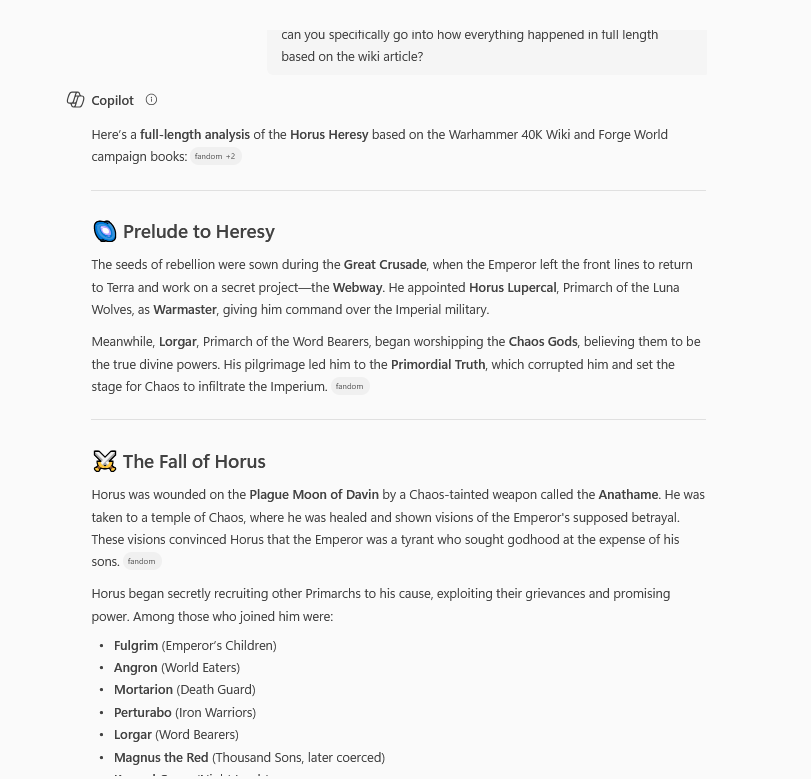 can you specifically go into how everything happened in full length
based on the wiki article?
Copilot
Here's a full-length analysis of the Horus Heresy based on the Warhammer 40K Wiki and Forge World
campaign books: fandom +2
Prelude to Heresy
The seeds of rebellion were sown during the Great Crusade, when the Emperor left the front lines to return
to Terra and work on a secret project—the Webway. He appointed Horus Lupercal, Primarch of the Luna
Wolves, as Warmaster, giving him command over the Imperial military.
Meanwhile, Lorgar, Primarch of the Word Bearers, began worshipping the Chaos Gods, believing them to be
the true divine powers. His pilgrimage led him to the Primordial Truth, which corrupted him and set the
stage for Chaos to infiltrate the Imperium. fandom
The Fall of Horus
Horus was wounded on the Plague Moon of Davin by a Chaos-tainted weapon called the Anathame. He was
taken to a temple of Chaos, where he was healed and shown visions of the Emperor's supposed betrayal.
These visions convinced Horus that the Emperor was a tyrant who sought godhood at the expense of his
sons. fandom
Horus began secretly recruiting other Primarchs to his cause, exploiting their grievances and promising
power. Among those who joined him were:
• Fulgrim (Emperor's Children)
• Angron (World Eaters)
• Mortarion (Death Guard)
• Perturabo (Iron Warriors)
• Lorgar (Word Bearers)
• Magnus the Red (Thousand Sons, later coerced)